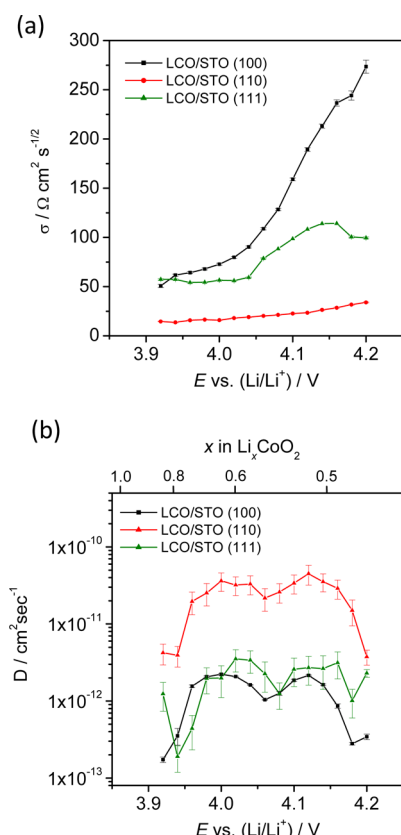 (a)
300
250
200
150
100
50
0
σ / Ω cm² s⁻¹/²
LCO/STO (100)
LCO/STO (110)
LCO/STO (111)
3.9 4.0 4.1 4.2
E vs. (Li/Li⁺) / V
(b)
x in LiₓCoO₂
1.0 0.8 0.6 0.5
LCO/STO (100)
LCO/STO (110)
LCO/STO (111)
1x10⁻¹⁰
1x10⁻¹¹
1x10⁻¹²
1x10⁻¹³
D / cm²sec⁻¹
3.9 4.0 4.1 4.2
E vs. (Li/Li⁺) / V